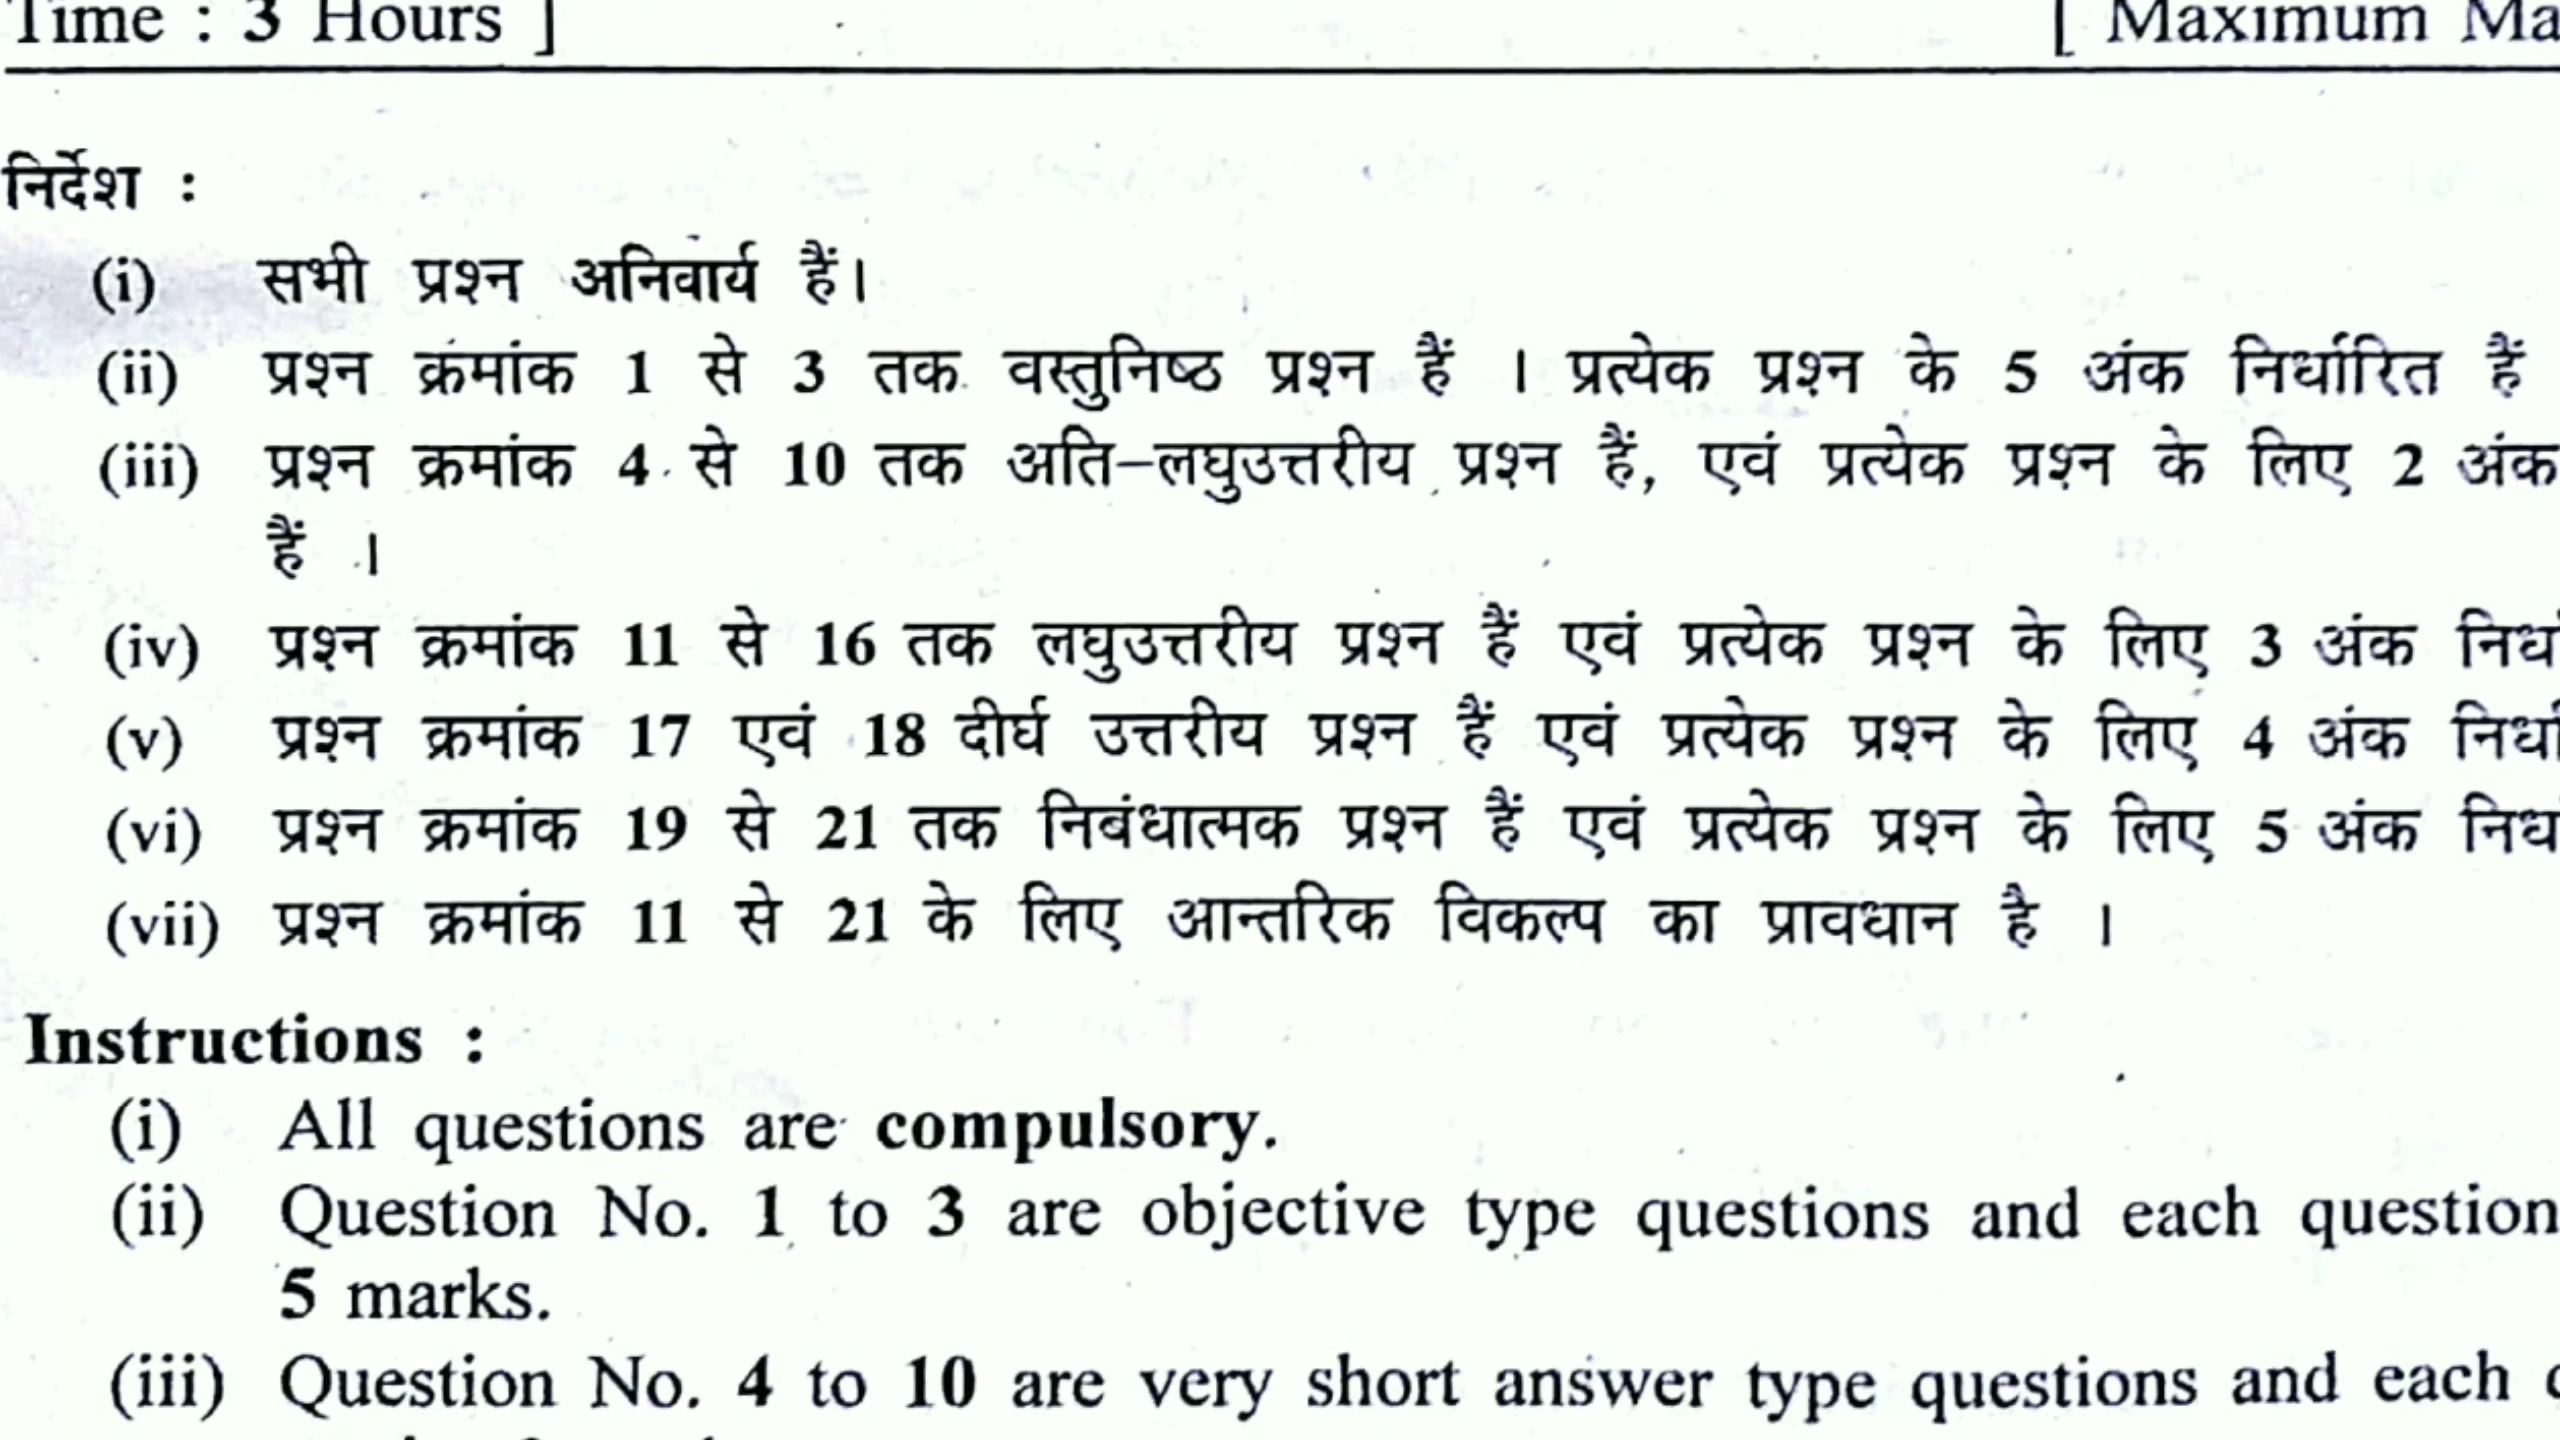 Time : 3 Hours ]
[ Maximum Ma
निर्देश :
(i) सभी प्रश्न अनिवार्य हैं।
(ii) प्रश्न क्रमांक 1 से 3 तक वस्तुनिष्ठ प्रश्न हैं । प्रत्येक प्रश्न के 5 अंक निर्धारित हैं
(iii) प्रश्न क्रमांक 4 से 10 तक अति–लघुउत्तरीय प्रश्न हैं, एवं प्रत्येक प्रश्न के लिए 2 अंक
हैं ।
(iv) प्रश्न क्रमांक 11 से 16 तक लघुउत्तरीय प्रश्न हैं एवं प्रत्येक प्रश्न के लिए 3 अंक
(v) प्रश्न क्रमांक 17 एवं 18 दीर्घ उत्तरीय प्रश्न हैं एवं प्रत्येक प्रश्न के लिए 4 अंक
(vi) प्रश्न क्रमांक 19 से 21 तक निबंधात्मक प्रश्न हैं एवं प्रत्येक प्रश्न के लिए 5 अंक
(vii) प्रश्न क्रमांक 11 से 21 के लिए आन्तरिक विकल्प का प्रावधान है ।
Instructions :
(i) All questions are compulsory.
(ii) Question No. 1 to 3 are objective type questions and each question
5 marks.
(iii) Question No. 4 to 10 are very short answer type questions and each